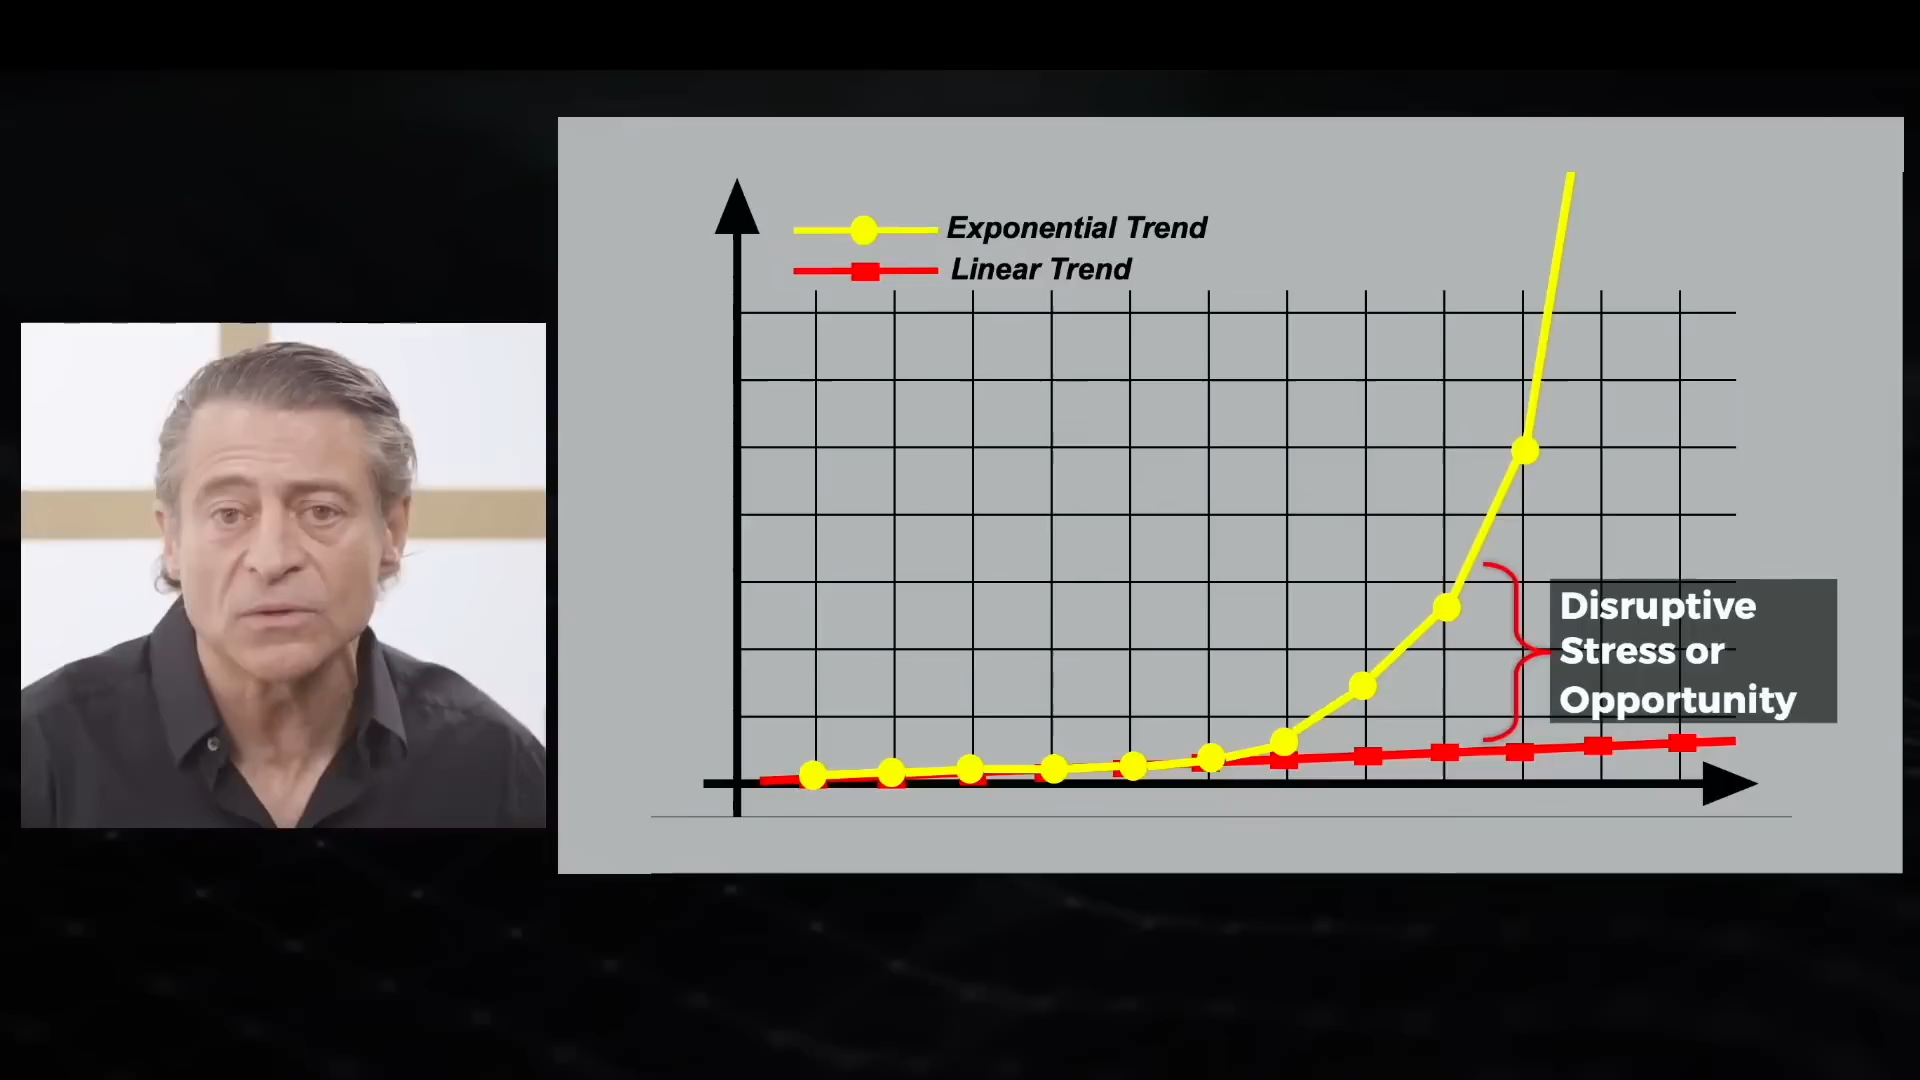 Exponential Trend
Linear Trend
Disruptive
Stress or
Opportunity